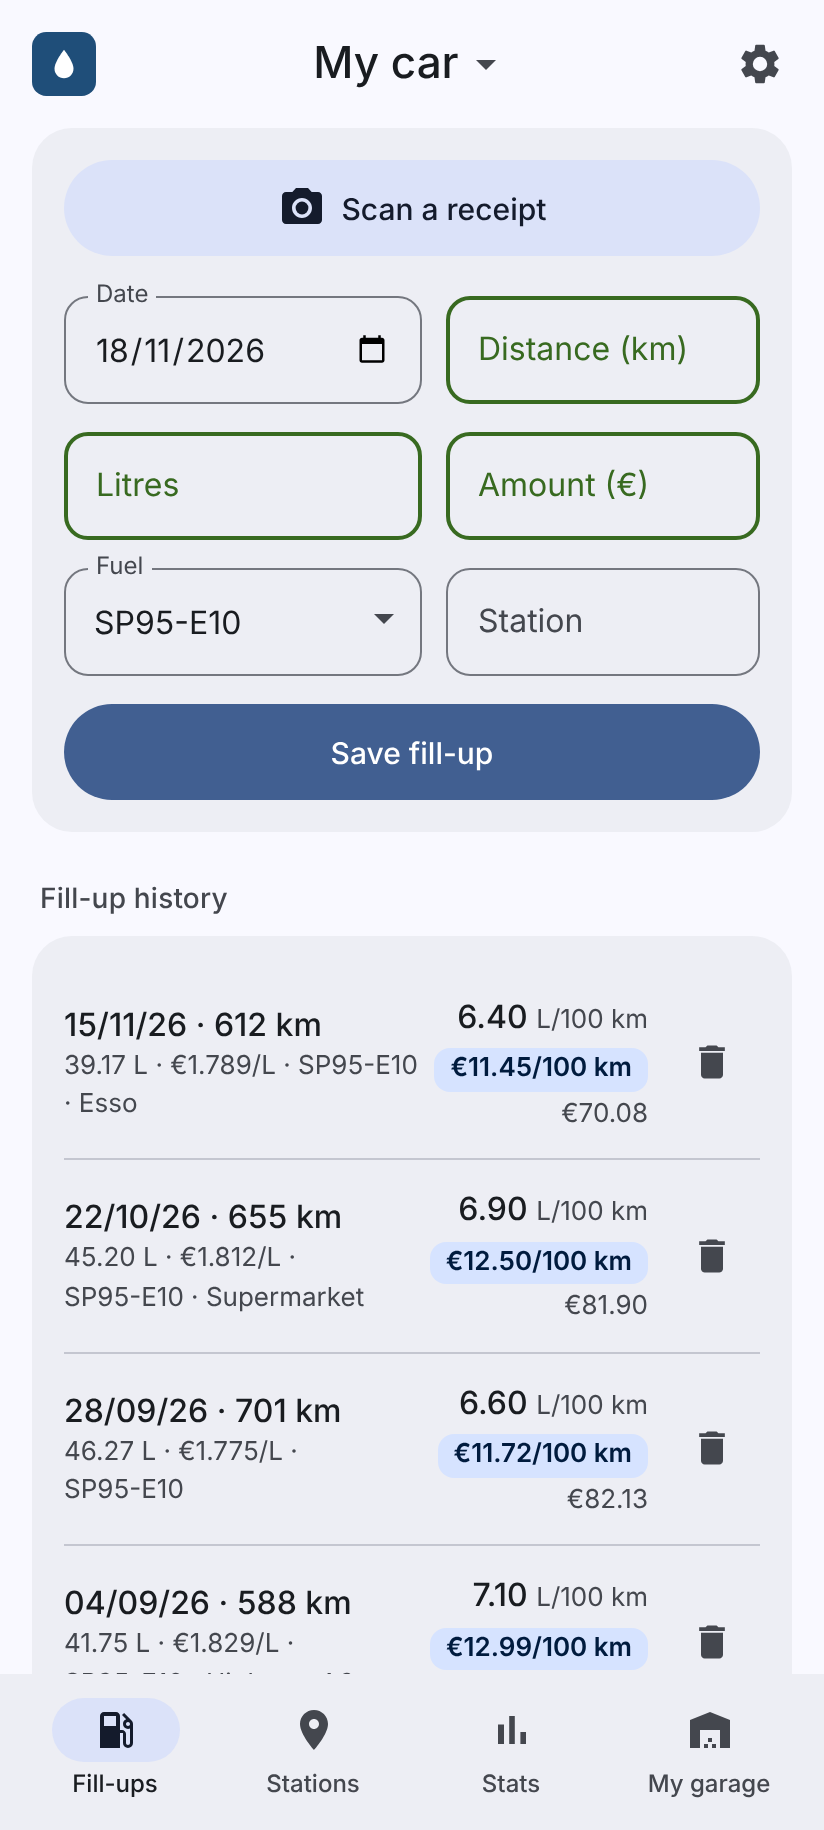 My car
Scan a receipt
Date
18/11/2026
Distance (km)
Litres
Amount (€)
Fuel
SP95-E10
Station
Save fill-up
Fill-up history
15/11/26 · 612 km
39.17 L · €1.789/L · SP95-E10
· Esso
6.40 L/100 km
€11.45/100 km
€70.08
22/10/26 · 655 km
45.20 L · €1.812/L ·
SP95-E10 · Supermarket
6.90 L/100 km
€12.50/100 km
€81.90
28/09/26 · 701 km
46.27 L · €1.775/L ·
SP95-E10
6.60 L/100 km
€11.72/100 km
€82.13
04/09/26 · 588 km
41.75 L · €1.829/L ·
7.10 L/100 km
€12.99/100 km
Fill-ups
Stations
Stats
My garage